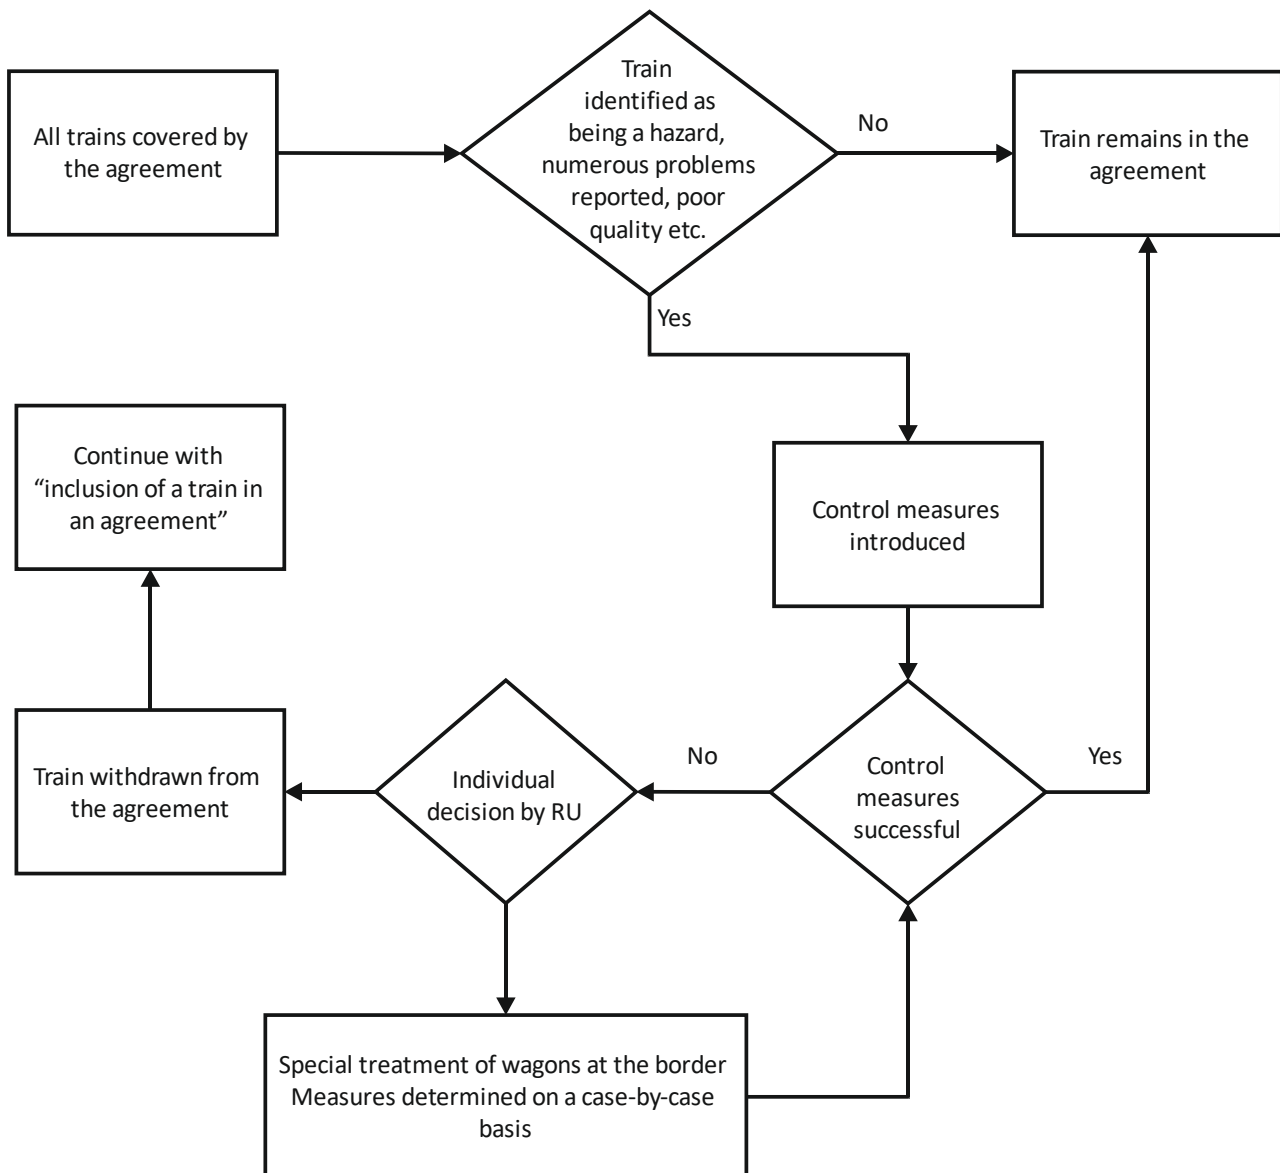 All trains covered by
the agreement
Train
identified as
being a hazard,
numerous problems
reported, poor
quality etc.
No
Train remains in the
agreement
Yes
Continue with
“inclusion of a train in
an agreement”
Control measures
introduced
Train withdrawn from
the agreement
Individual
decision by RU
No
Control
measures
successful
Yes
Special treatment of wagons at the border
Measures determined on a case-by-case
basis